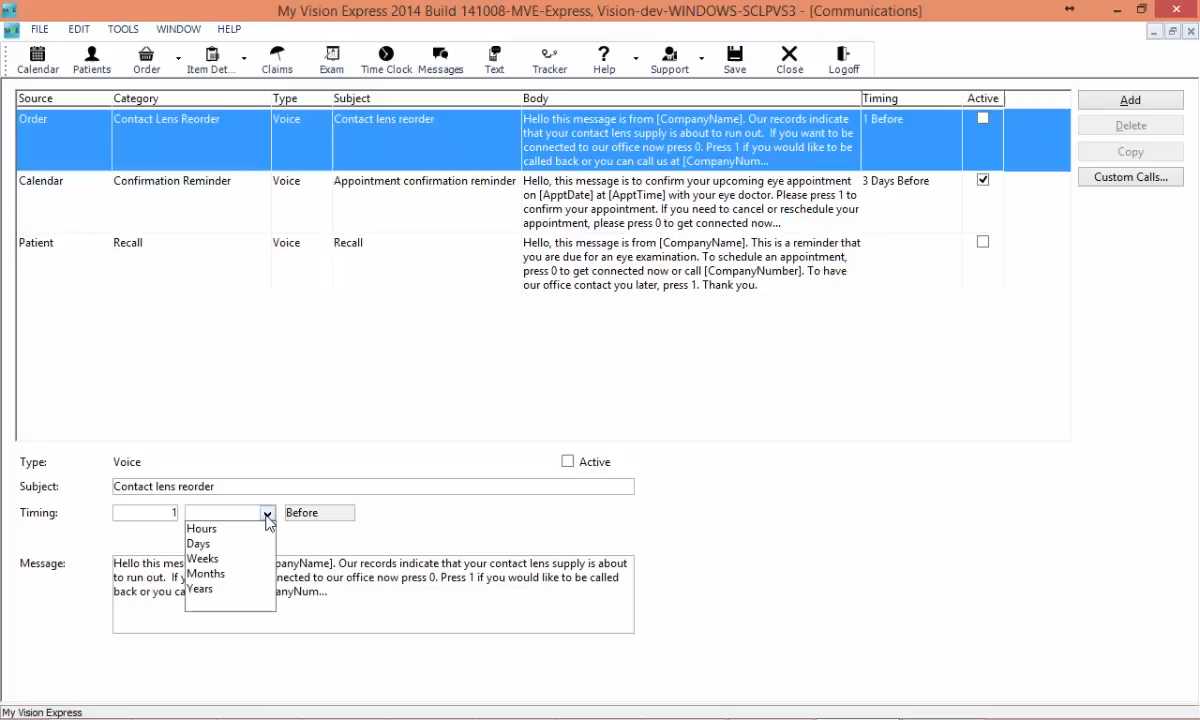 My Vision Express 2014 Build 141008-MVE-Express, Vision-dev-WINDOWS-SCLPVS3 - [Communications]
FILE EDIT TOOLS WINDOW HELP
Calendar Patients Order Item Det... Claims Exam Time Clock Messages Text Tracker Help Support Save Close Logoff
Source Category Type Subject Body Timing Active
Order Contact Lens Reorder Voice Contact lens reorder Hello this message is from [CompanyName]. Our records indicate 1 Before
that your contact lens supply is about to run out. If you want to be
connected to our office now press 0. Press 1 if you would like to be
called back or you can call us at [CompanyNum...
Calendar Confirmation Reminder Voice Appointment confirmation reminder Hello, this message is to confirm your upcoming eye appointment 3 Days Before
on [ApptDate] at [ApptTime] with your eye doctor. Please press 1 to
confirm your appointment. If you need to cancel or reschedule your
appointment, please press 0 to get connected now...
Patient Recall Voice Recall Hello, this message is from [CompanyName]. This is a reminder that
you are due for an eye examination. To schedule an appointment,
press 0 to get connected now or call [CompanyNumber]. To have
our office contact you later, press 1. Thank you.
Add
Delete
Copy
Custom Calls...
Type: Voice Active
Subject: Contact lens reorder
Timing: 1 Before
Hours
Days
Weeks
Months
Years
Message: Hello this mes panyName]. Our records indicate that your contact lens supply is about
to run out. If y nnected to our office now press 0. Press 1 if you would like to be called
back or you ca anyNum...
My Vision Express